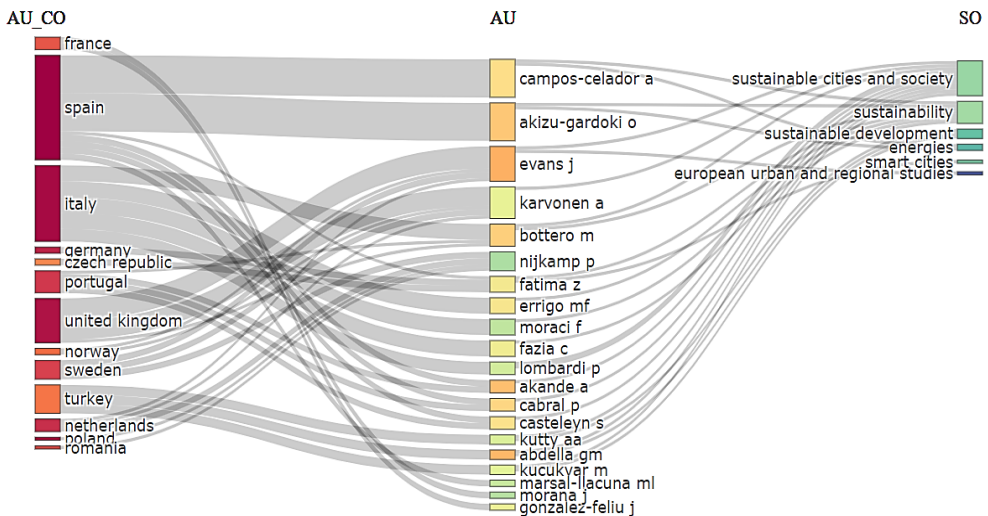 AU_CO
AU
SO
france
spain
italy
germany
czech republic
portugal
united kingdom
norway
sweden
turkey
netherlands
poland
romania
campos-celador a
akizu-gardoki o
evans j
karvonen a
bottero m
nijkamp p
fatima z
errigo mf
moraci f
fazia c
lombardi p
akande a
cabral p
casteleyn s
kutty aa
abdella gm
kucukvar m
marsal-llacuna ml
morana j
gonzalez-feliu j
sustainable cities and society
sustainability
sustainable development
energies
smart cities
european urban and regional studies